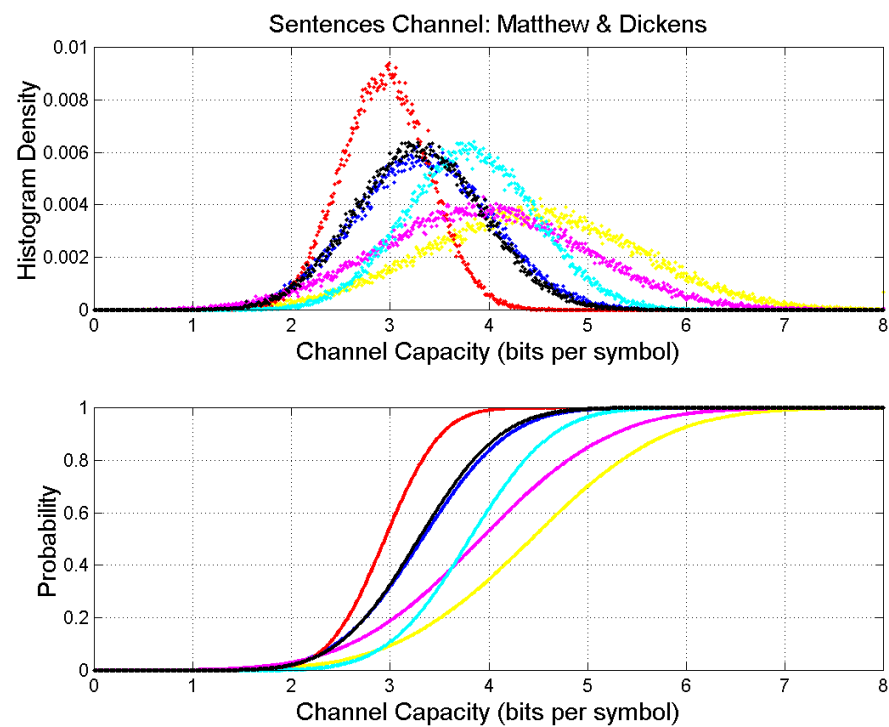 Sentences Channel: Matthew & Dickens
0.01
0.008
0.006
0.004
0.002
0
Histogram Density
0 1 2 3 4 5 6 7 8
Channel Capacity (bits per symbol)
1
0.8
0.6
0.4
0.2
0
Probability
0 1 2 3 4 5 6 7 8
Channel Capacity (bits per symbol)